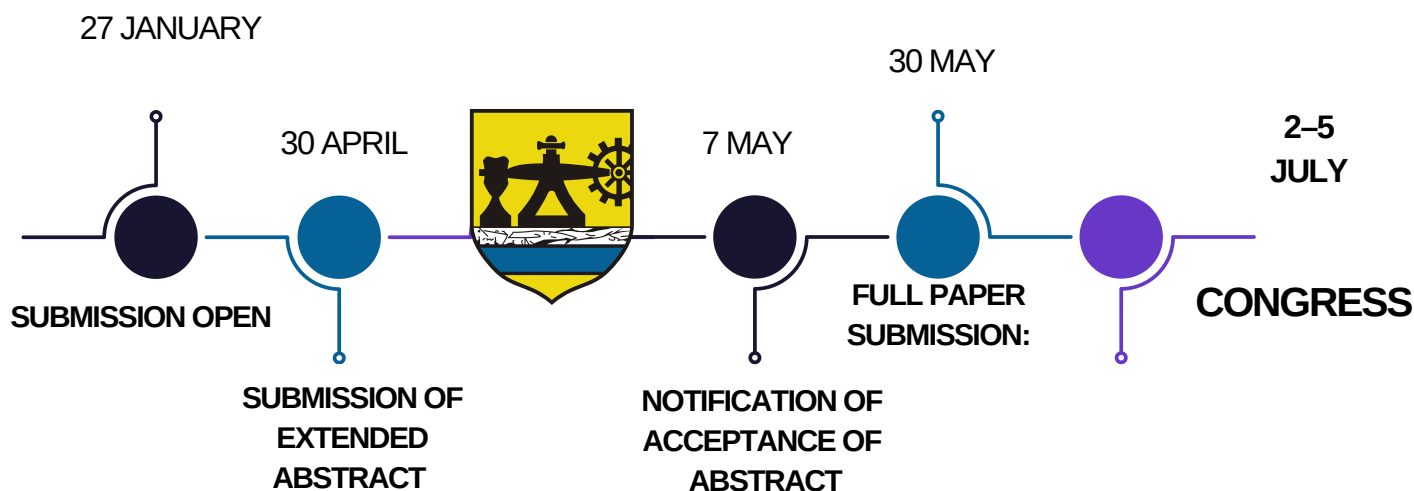 27 JANUARY
SUBMISSION OPEN
30 APRIL
SUBMISSION OF
EXTENDED
ABSTRACT
7 MAY
NOTIFICATION OF
ACCEPTANCE OF
ABSTRACT
30 MAY
FULL PAPER
SUBMISSION:
2–5
JULY
CONGRESS